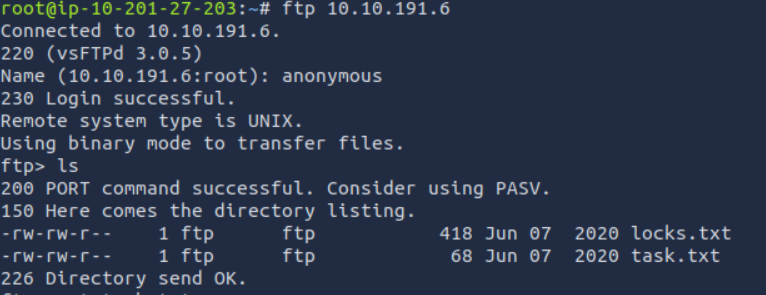 root@ip-10-201-27-203:~# ftp 10.10.191.6
Connected to 10.10.191.6.
220 (vsFTPd 3.0.5)
Name (10.10.191.6:root): anonymous
230 Login successful.
Remote system type is UNIX.
Using binary mode to transfer files.
ftp> ls
200 PORT command successful. Consider using PASV.
150 Here comes the directory listing.
-rw-rw-r--    1 ftp      ftp           418 Jun 07  2020 locks.txt
-rw-rw-r--    1 ftp      ftp            68 Jun 07  2020 task.txt
226 Directory send OK.